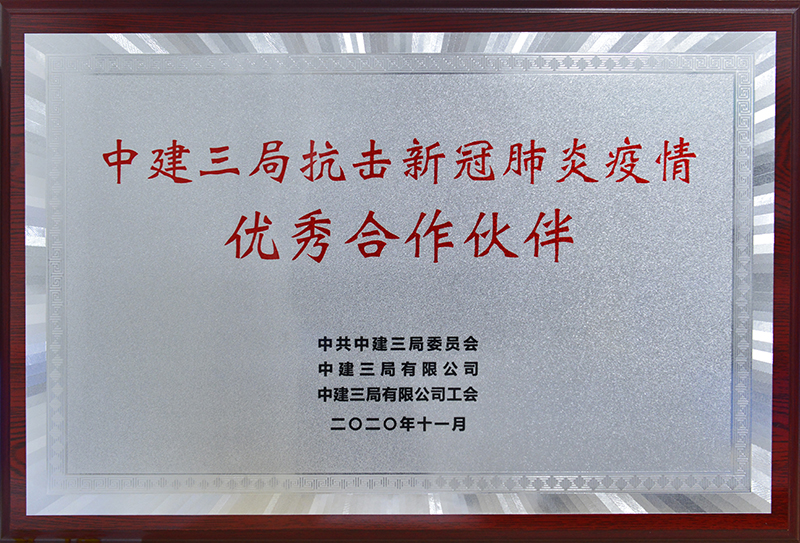 中建三局抗击新冠肺炎疫情
优秀合作伙伴
中共中建三局委员会
中建三局有限公司
中建三局有限公司工会
二〇二〇年十一月